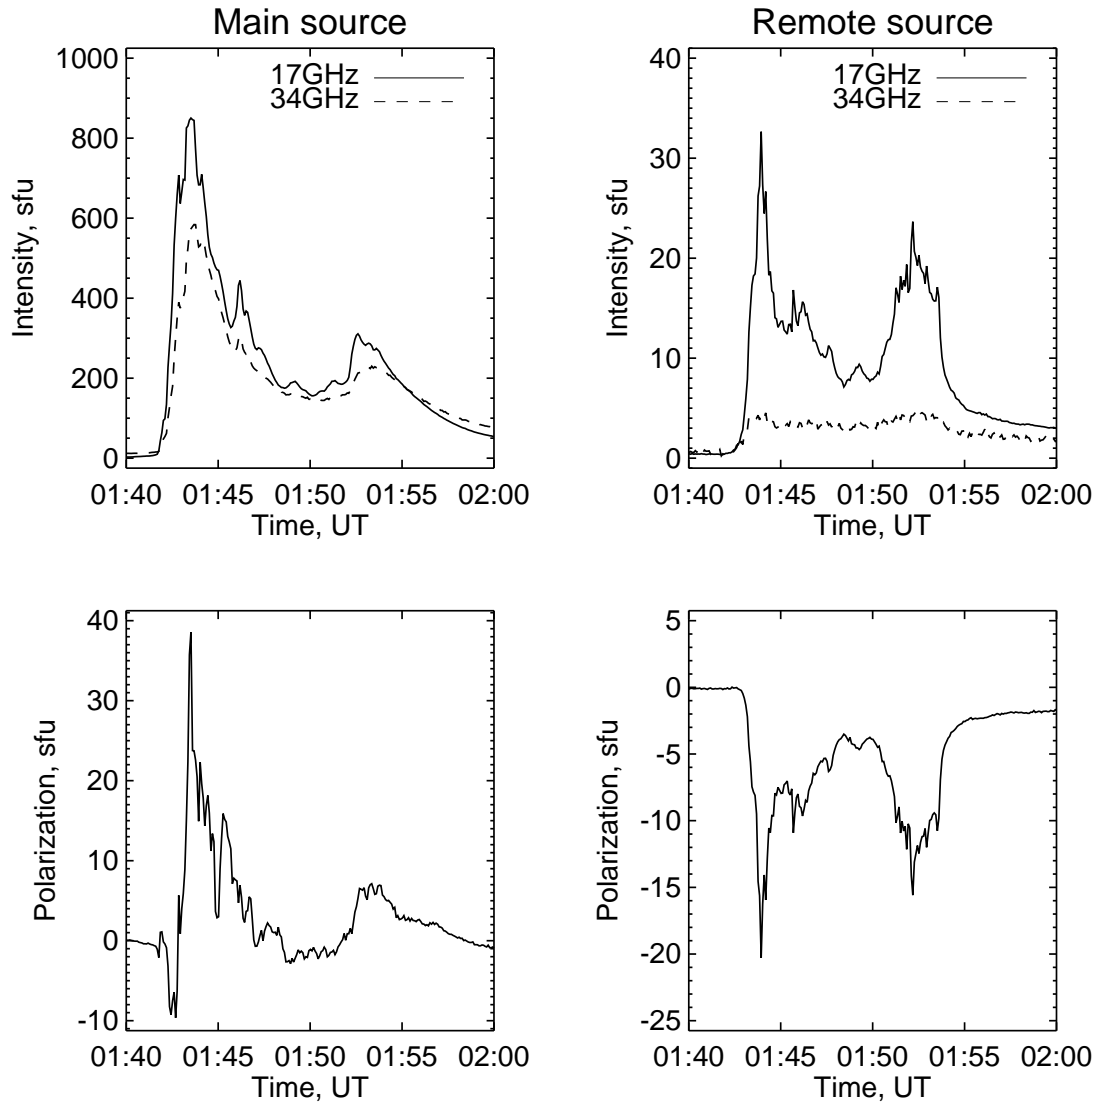 Main source
1000
800
600
400
200
0
Intensity, sfu
17GHz
34GHz
01:40 01:45 01:50 01:55 02:00
Time, UT
Remote source
40
30
20
10
0
Intensity, sfu
17GHz
34GHz
01:40 01:45 01:50 01:55 02:00
Time, UT
40
30
20
10
0
-10
Polarization, sfu
01:40 01:45 01:50 01:55 02:00
Time, UT
5
0
-5
-10
-15
-20
-25
Polarization, sfu
01:40 01:45 01:50 01:55 02:00
Time, UT